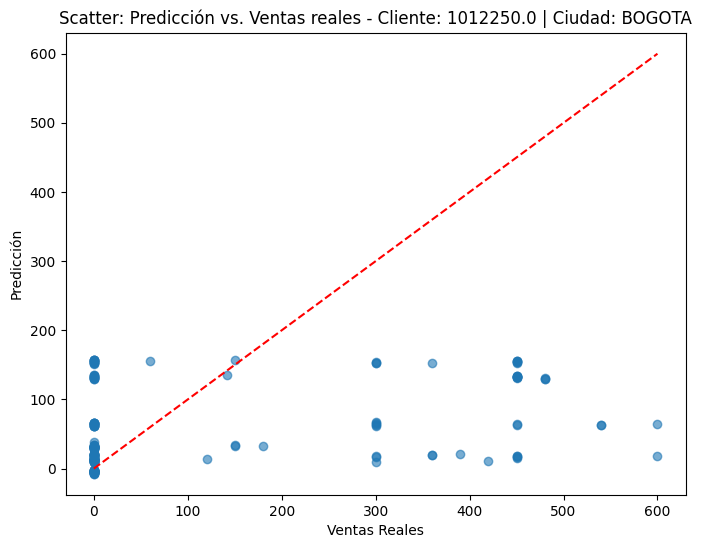 Scatter: Predicción vs. Ventas reales - Cliente: 1012250.0 | Ciudad: BOGOTA
600
500
400
300
200
100
0
Predicción
0 100 200 300 400 500 600
Ventas Reales